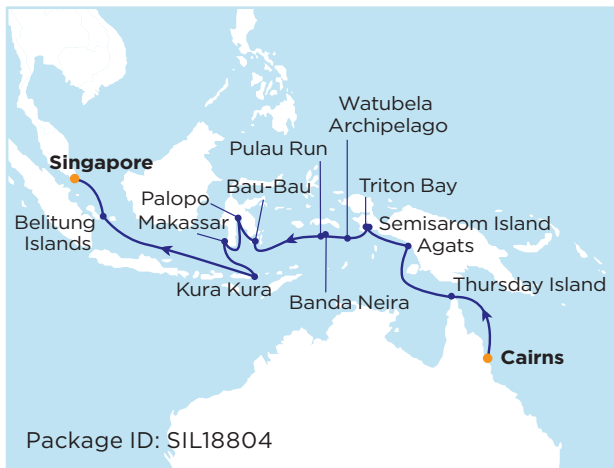 Watubela
Archipelago
Singapore
Pulau Run
Palopo
Bau-Bau
Triton Bay
Belitung
Islands
Makassar
Semisarom Island
Agats
Kura Kura
Banda Neira
Thursday Island
Cairns
Package ID: SIL18804